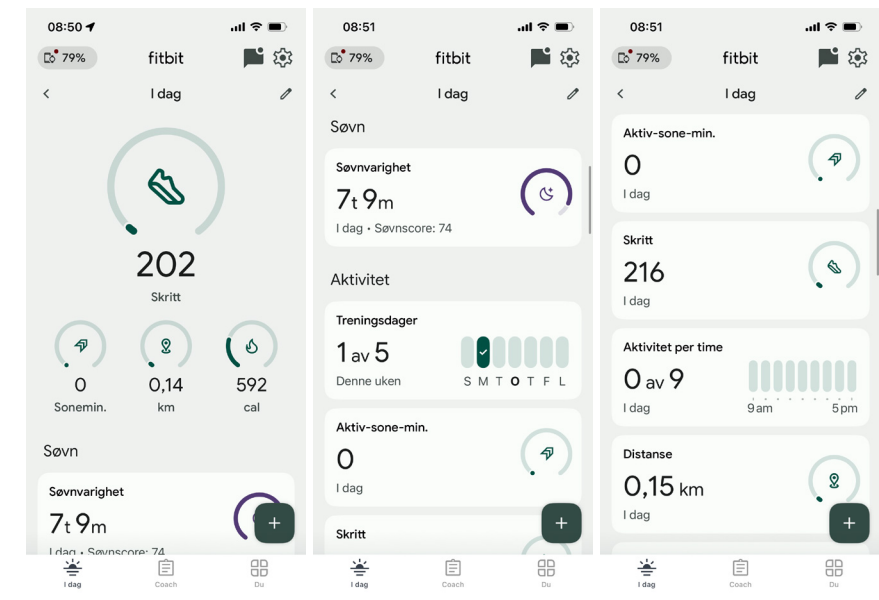 08:50
79%
fitbit
I dag
202
Skritt
0
Sonemin.
0,14
km
592
cal
Søvn
Søvnvarighet
7t 9m
I dag • Søvnscore: 74
+
I dag
Coach
Du
08:51
79%
fitbit
I dag
Søvn
Søvnvarighet
7t 9m
I dag • Søvnscore: 74
Aktivitet
Treningsdager
1 av 5
Denne uken
S M T O T F L
Aktiv-sone-min.
0
I dag
Skritt
+
I dag
Coach
Du
08:51
79%
fitbit
I dag
Aktiv-sone-min.
0
I dag
Skritt
216
I dag
Aktivitet per time
0 av 9
I dag
9 am 5 pm
Distanse
0,15 km
I dag
+
I dag
Coach
Du